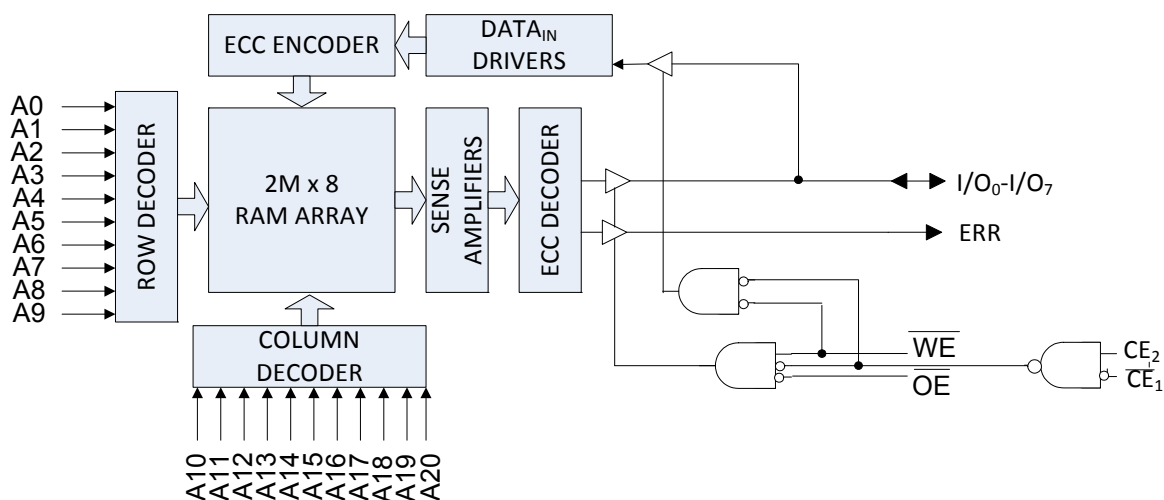 ECC ENCODER
DATAIN
DRIVERS
A0
A1
A2
A3
A4
A5
A6
A7
A8
A9
ROW DECODER
2M x 8
RAM ARRAY
SENSE
AMPLIFIERS
ECC DECODER
I/O0-I/O7
ERR
COLUMN
DECODER
WE
OE
CE2
CE1
A10
A11
A12
A13
A14
A15
A16
A17
A18
A19
A20